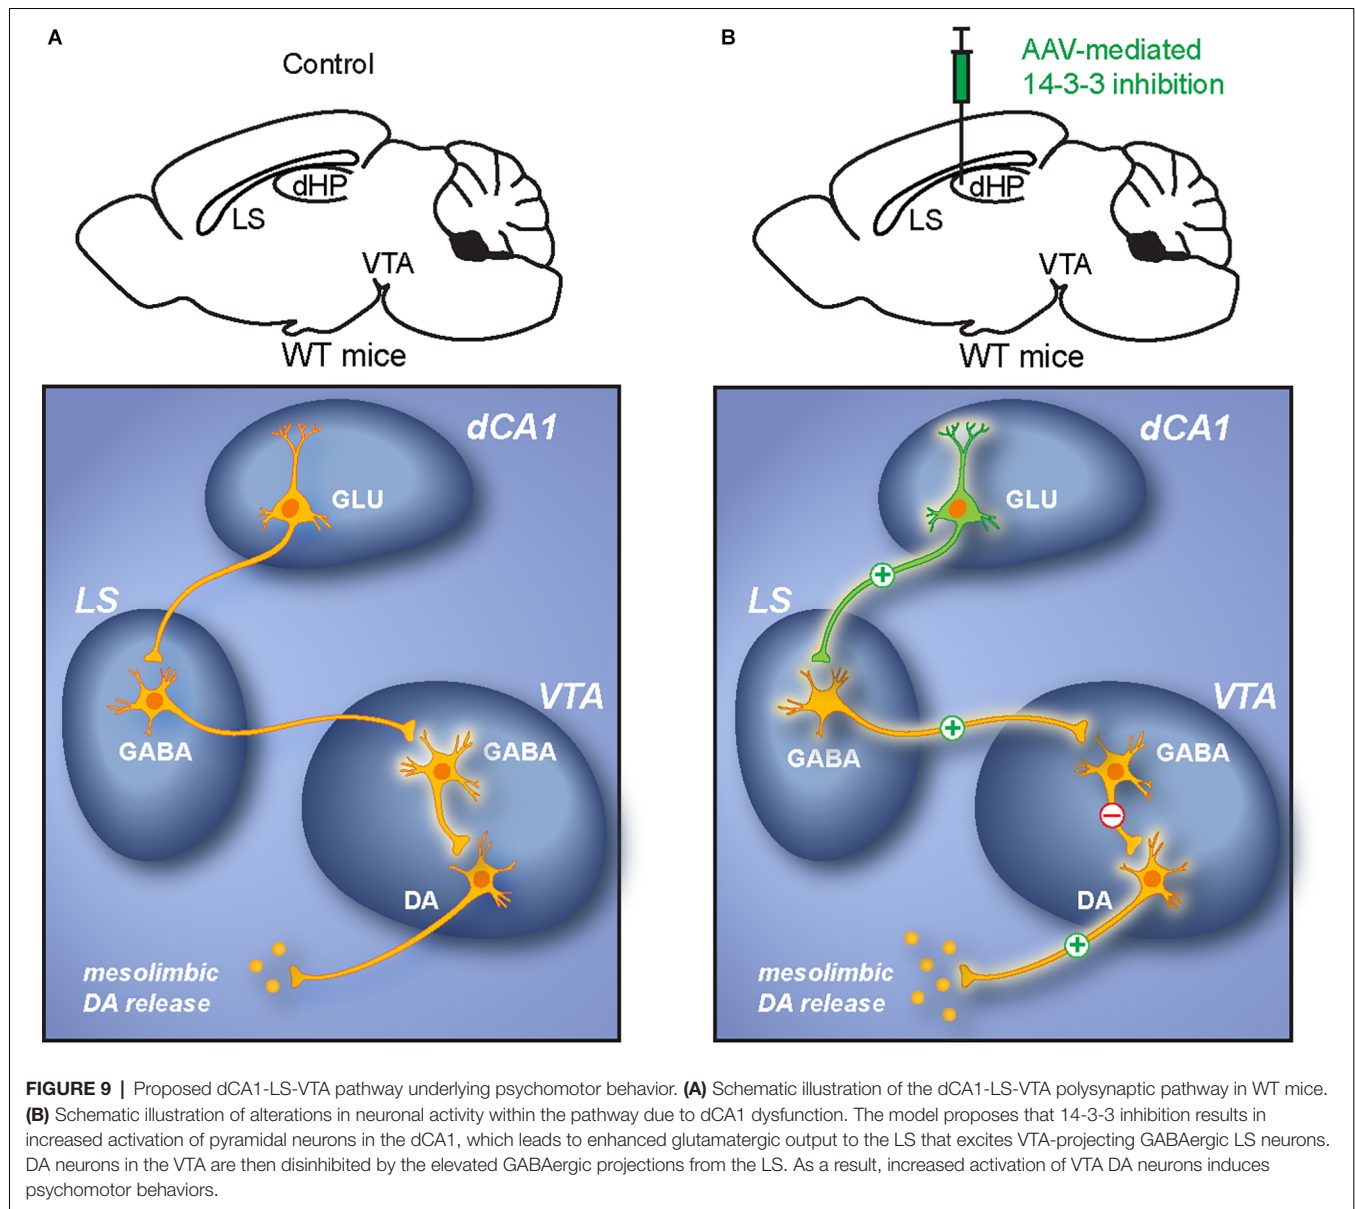 A
Control
dHP
LS
VTA
WT mice
dCA1
GLU
LS
VTA
GABA
GABA
DA
mesolimbic
DA release
B
AAV-mediated
14-3-3 inhibition
dHP
LS
VTA
WT mice
dCA1
GLU
LS
VTA
GABA
GABA
DA
mesolimbic
DA release
FIGURE 9 | Proposed dCA1-LS-VTA pathway underlying psychomotor behavior. (A) Schematic illustration of the dCA1-LS-VTA polysynaptic pathway in WT mice.
(B) Schematic illustration of alterations in neuronal activity within the pathway due to dCA1 dysfunction. The model proposes that 14-3-3 inhibition results in
increased activation of pyramidal neurons in the dCA1, which leads to enhanced glutamatergic output to the LS that excites VTA-projecting GABAergic LS neurons.
DA neurons in the VTA are then disinhibited by the elevated GABAergic projections from the LS. As a result, increased activation of VTA DA neurons induces
psychomotor behaviors.